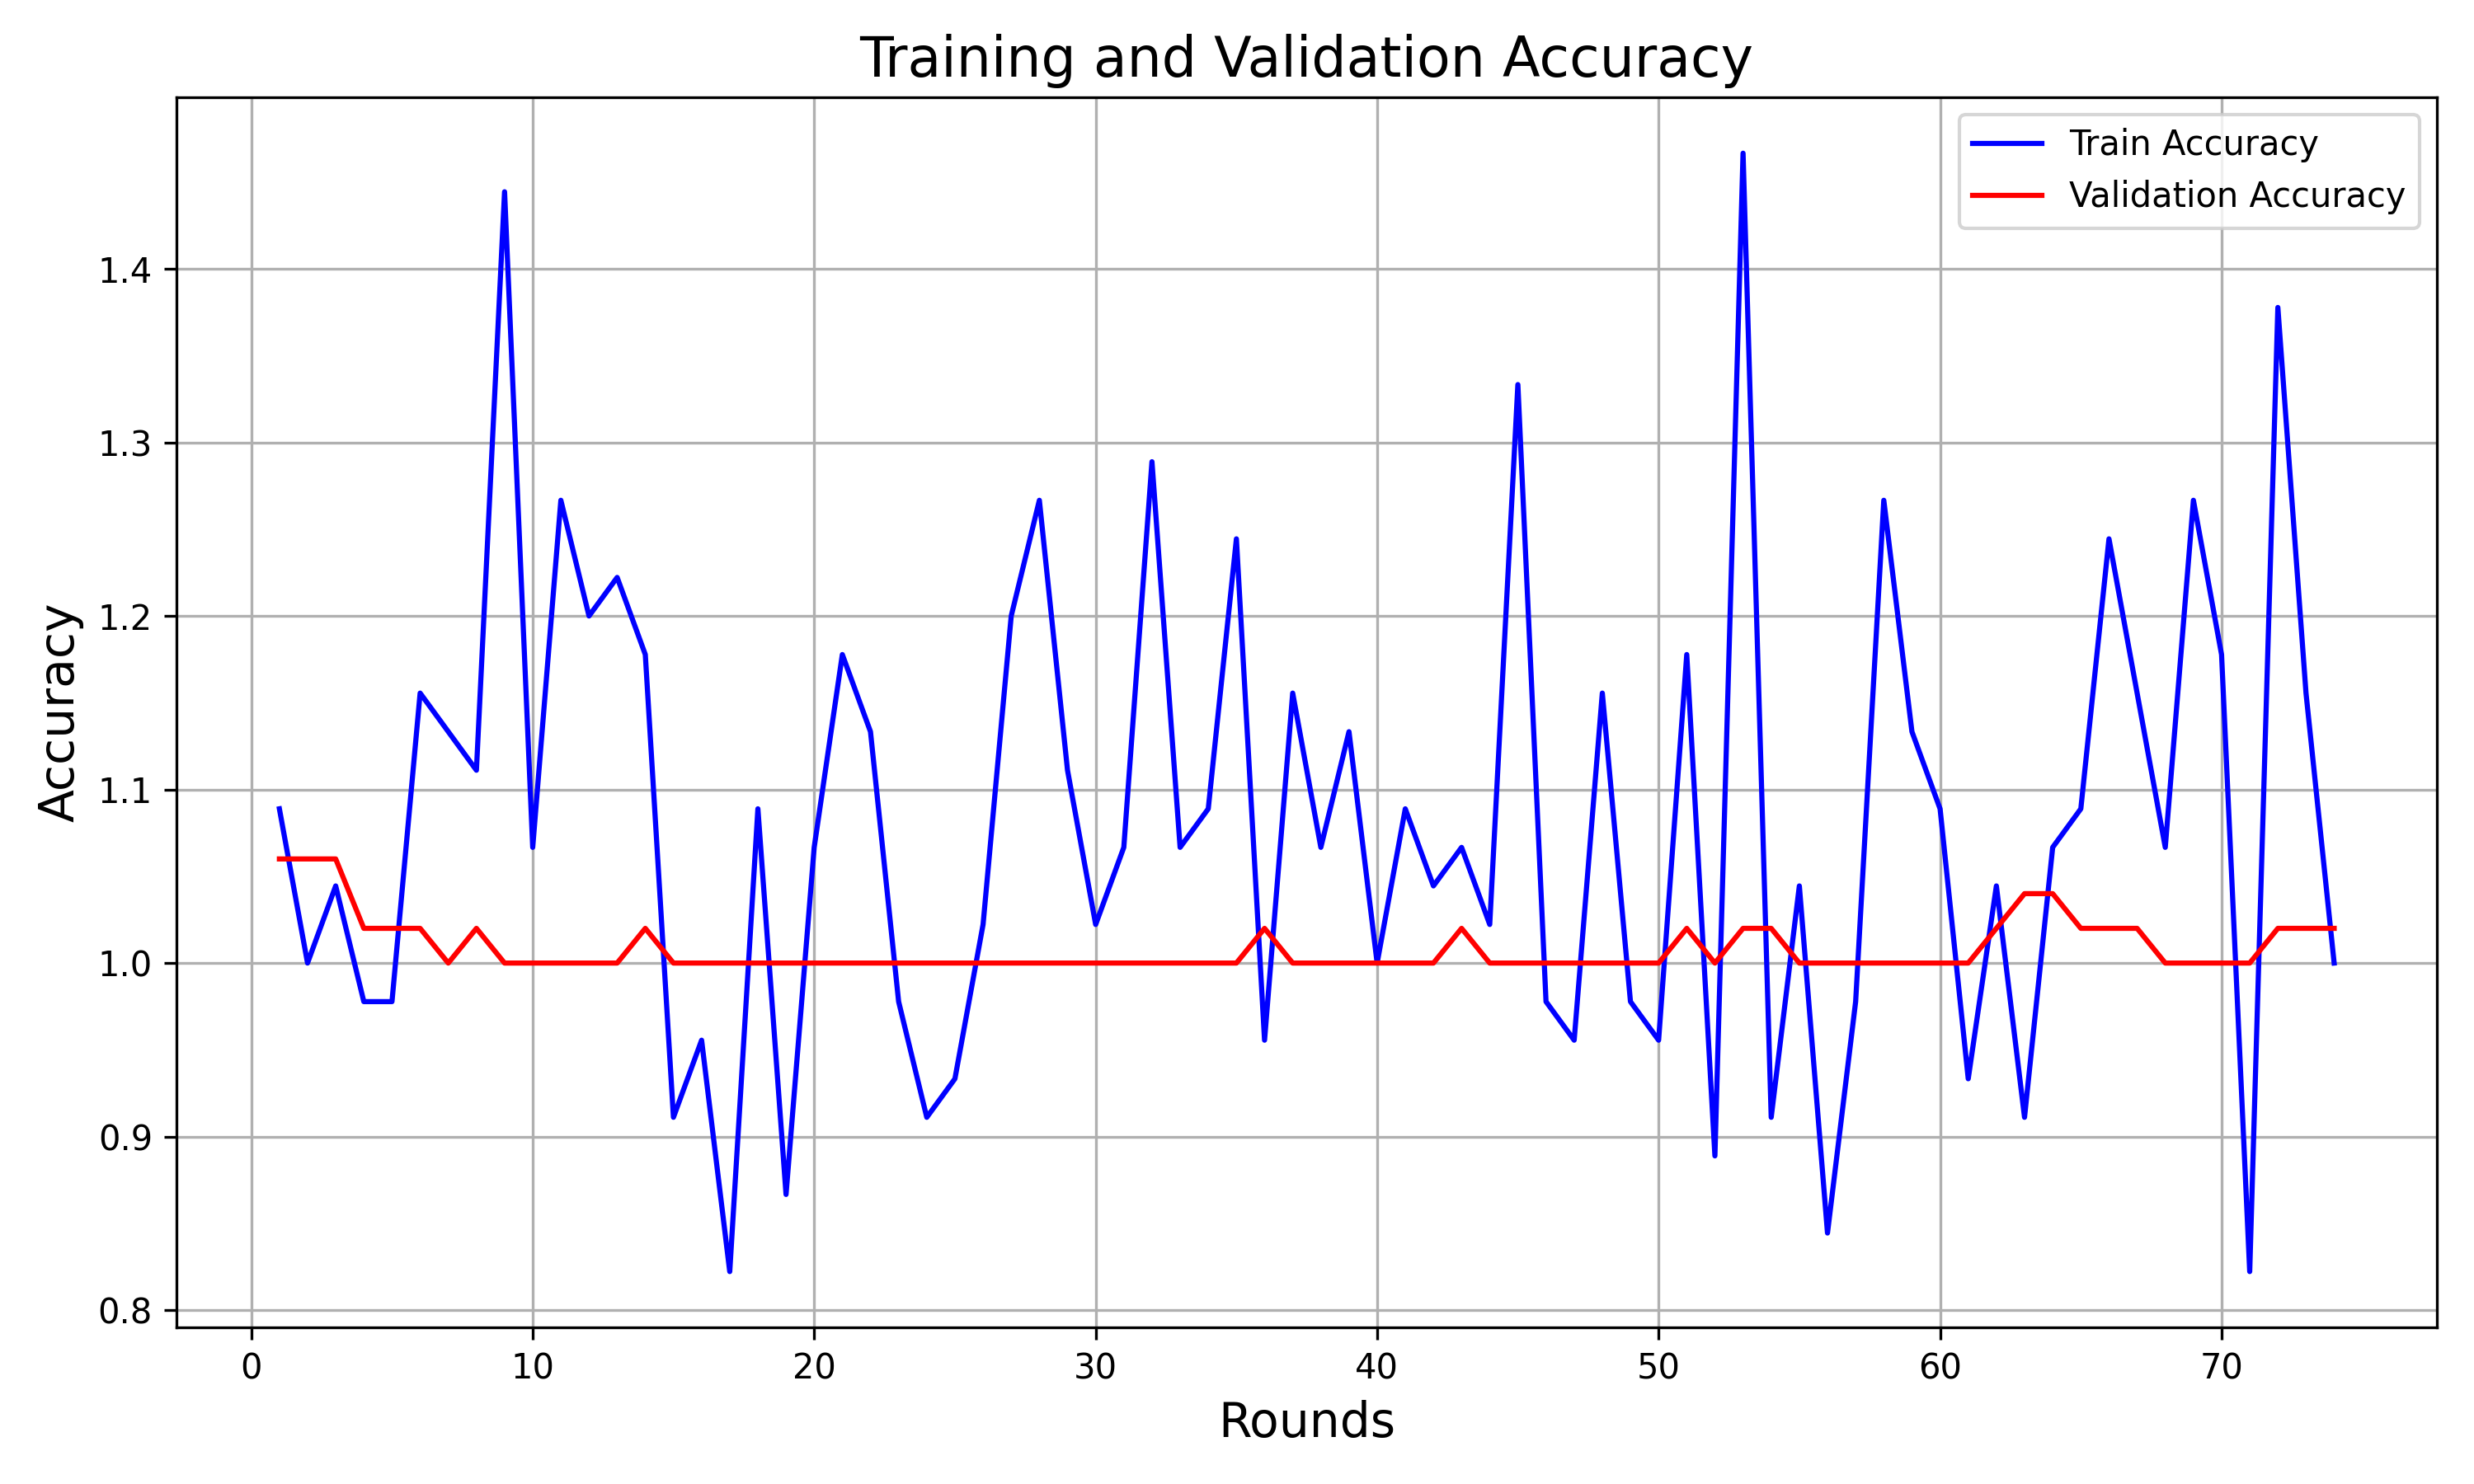 Training and Validation Accuracy
Train Accuracy
Validation Accuracy
Accuracy
1.4
1.3
1.2
1.1
1.0
0.9
0.8
0 10 20 30 40 50 60 70
Rounds